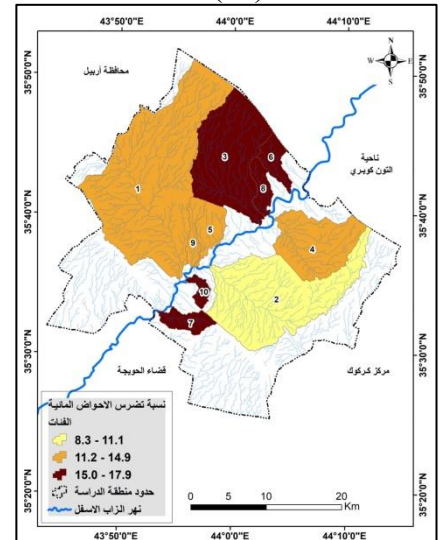 43°50'0"N 44°0'0"N 44°10'0"N
35°50'0"N 35°50'0"N
محافظة أربيل
N
W E
S
ناحية
التون كوبري
3 6
8
1
35°40'0"N 35°40'0"N
5
4
9
10
2
7
35°30'0"N 35°30'0"N
قضاء الحويجة
مركز كركوك
نسبة تضرس الاحواض المائية
الفئات
8.3 - 11.1
11.2 - 14.9
15.0 - 17.9
حدود منطقة الدراسة
نهر الزاب الاسفل
35°20'0"N 35°20'0"N
0 5 10 20
Km
43°50'0"N 44°0'0"N 44°10'0"N